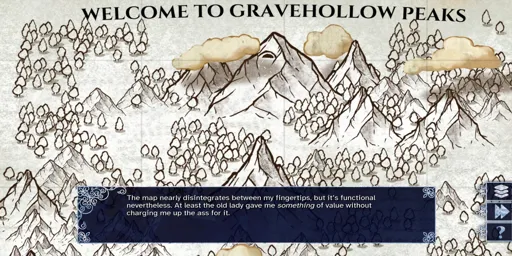 WELCOME TO GRAVEHOLLOW PEAKS
The map nearly disintegrates between my fingertips, but it's functional
nevertheless. At least the old lady gave me something of value without
charging me up the ass for it.
?